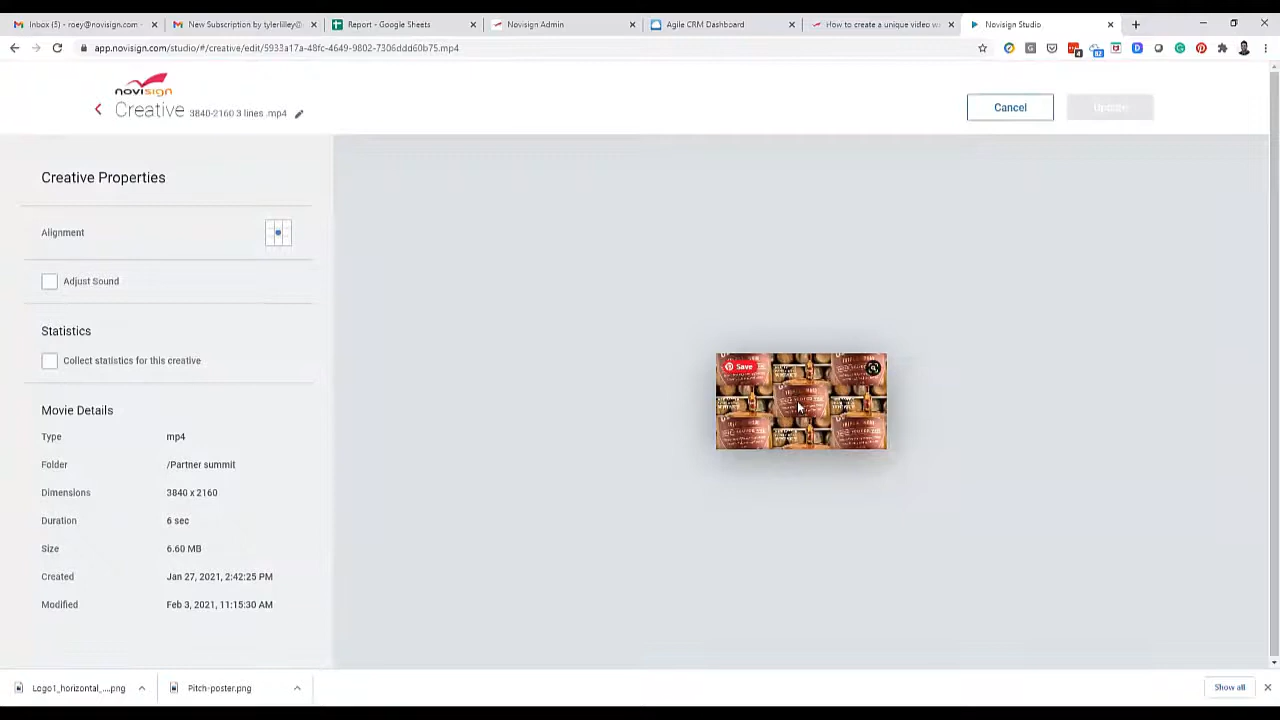 Inbox (5) - roey@novisign.com -
New Subscription by tylerlilley@
Report - Google Sheets
Novisign Admin
Agile CRM Dashboard
How to create a unique video w
Novisign Studio
app.novisign.com/studio/#/creative/edit/5933a17a-48fc-4649-9802-7306ddd60b75.mp4
novisign
Creative 3840-2160 3 lines .mp4
Cancel
Update
Creative Properties
Alignment
Adjust Sound
Statistics
Collect statistics for this creative
Save
Movie Details
Type mp4
Folder /Partner summit
Dimensions 3840 x 2160
Duration 6 sec
Size 6.60 MB
Created Jan 27, 2021, 2:42:25 PM
Modified Feb 3, 2021, 11:15:30 AM
Logo1_horizontal_....png
Pitch-poster.png
Show all